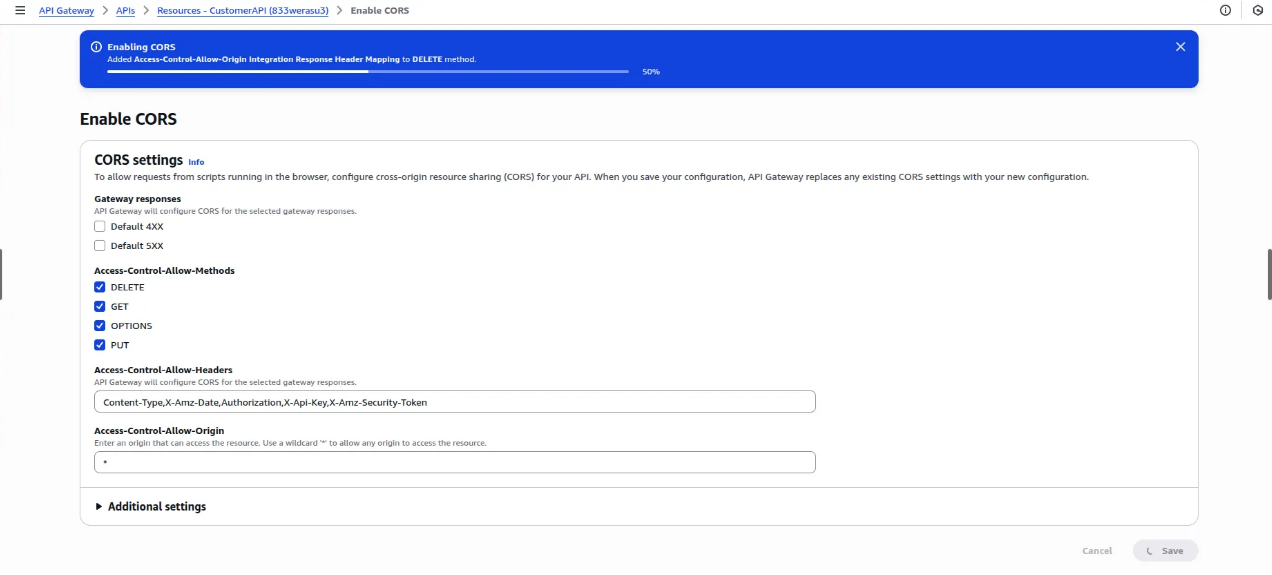 API Gateway > APIs > Resources - CustomerAPI (833werasu3) > Enable CORS
Enabling CORS
Added Access-Control-Allow-Origin Integration Response Header Mapping to DELETE method.
50%
Enable CORS
CORS settings Info
To allow requests from scripts running in the browser, configure cross-origin resource sharing (CORS) for your API. When you save your configuration, API Gateway replaces any existing CORS settings with your new configuration.
Gateway responses
API Gateway will configure CORS for the selected gateway responses.
Default 4XX
Default 5XX
Access-Control-Allow-Methods
DELETE
GET
OPTIONS
PUT
Access-Control-Allow-Headers
API Gateway will configure CORS for the selected gateway responses.
Content-Type,X-Amz-Date,Authorization,X-Api-Key,X-Amz-Security-Token
Access-Control-Allow-Origin
Enter an origin that can access the resource. Use a wildcard '*' to allow any origin to access the resource.
*
Additional settings
Cancel Save